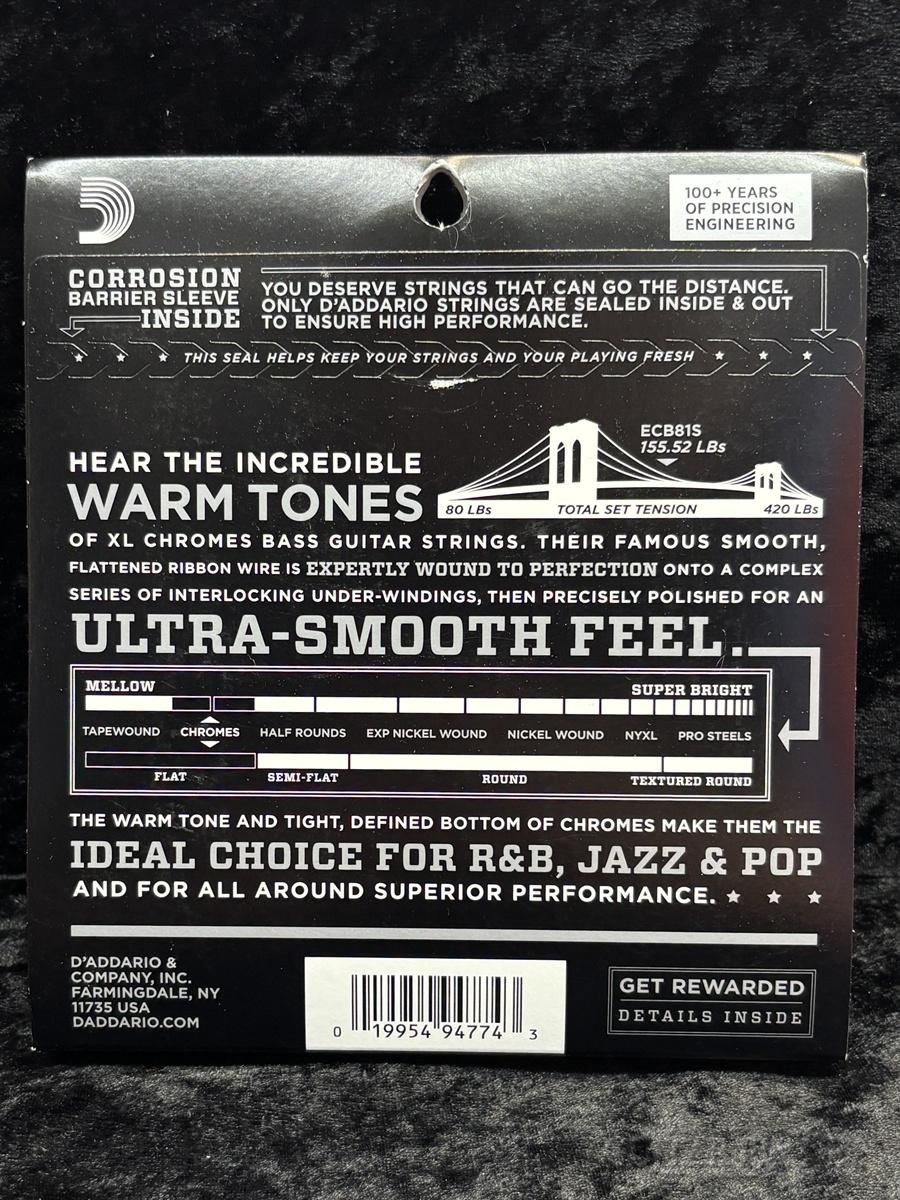 100+ YEARS
OF PRECISION
ENGINEERING
CORROSION
BARRIER SLEEVE
INSIDE
YOU DESERVE STRINGS THAT CAN GO THE DISTANCE.
ONLY D'ADDARIO STRINGS ARE SEALED INSIDE & OUT
TO ENSURE HIGH PERFORMANCE.
THIS SEAL HELPS KEEP YOUR STRINGS AND YOUR PLAYING FRESH
ECB81S
155.52 LBs
80 LBs
TOTAL SET TENSION
420 LBs
HEAR THE INCREDIBLE
WARM TONES
OF XL CHROMES BASS GUITAR STRINGS. THEIR FAMOUS SMOOTH,
FLATTENED RIBBON WIRE IS EXPERTLY WOUND TO PERFECTION ONTO A COMPLEX
SERIES OF INTERLOCKING UNDER-WINDINGS, THEN PRECISELY POLISHED FOR AN
ULTRA-SMOOTH FEEL.
MELLOW SUPER BRIGHT
TAPEWOUND CHROMES HALF ROUNDS EXP NICKEL WOUND NICKEL WOUND NYXL PRO STEELS
FLAT SEMI-FLAT ROUND TEXTURED ROUND
THE WARM TONE AND TIGHT, DEFINED BOTTOM OF CHROMES MAKE THEM THE
IDEAL CHOICE FOR R&B, JAZZ & POP
AND FOR ALL AROUND SUPERIOR PERFORMANCE.
D'ADDARIO &
COMPANY, INC.
FARMINGDALE, NY
11735 USA
DADDARIO.COM
0 19954 94774 3
GET REWARDED
DETAILS INSIDE